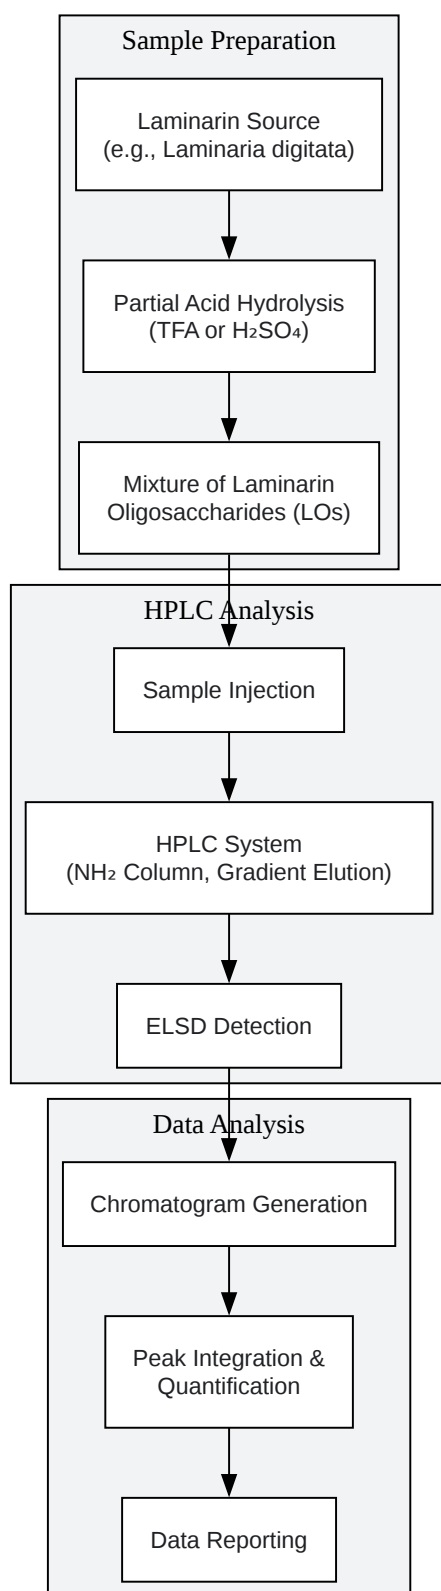 Sample Preparation
Laminarin Source
(e.g., Laminaria digitata)
Partial Acid Hydrolysis
(TFA or H₂SO₄)
Mixture of Laminarin
Oligosaccharides (LOs)
HPLC Analysis
Sample Injection
HPLC System
(NH₂ Column, Gradient Elution)
ELSD Detection
Data Analysis
Chromatogram Generation
Peak Integration &
Quantification
Data Reporting